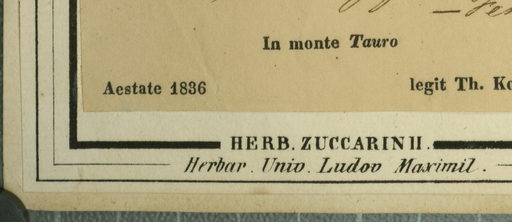 In monte Tauro
Aestate 1836 legit Th.
HERB. ZUCCARINII.
Herbar. Univ. Ludov Maximil.